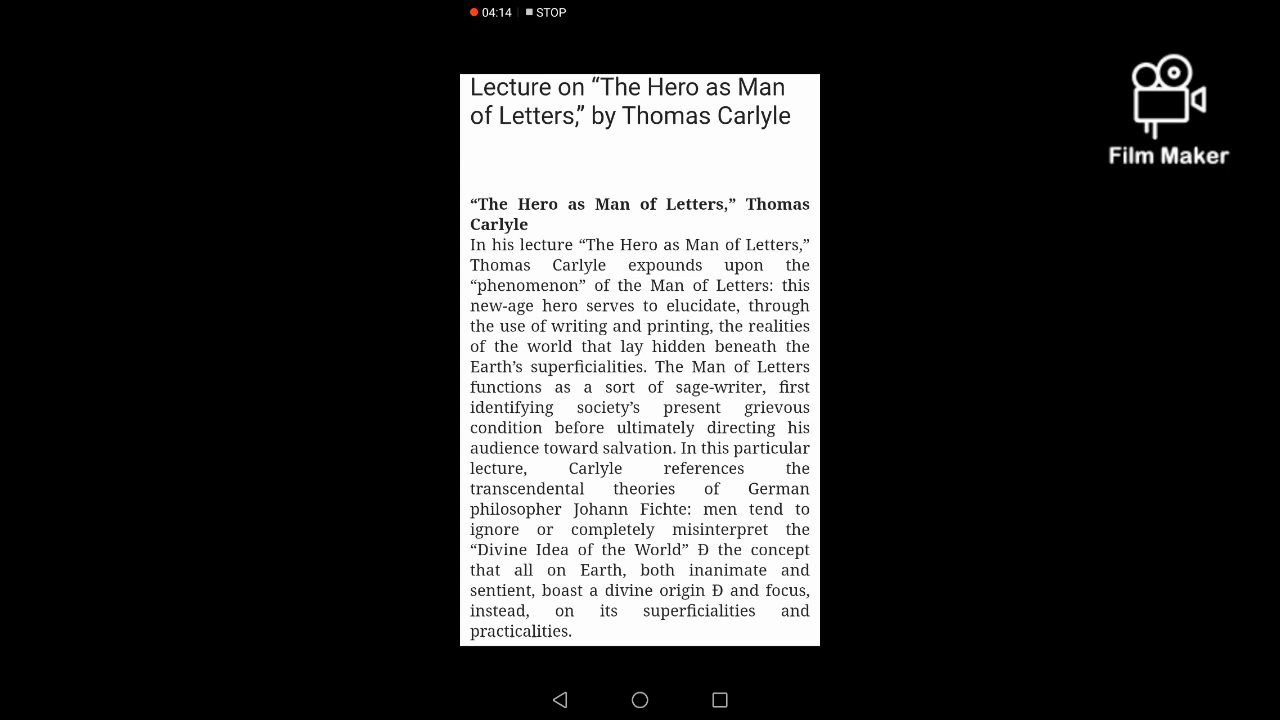 04:14 STOP
Lecture on “The Hero as Man
of Letters,” by Thomas Carlyle
Film Maker
“The Hero as Man of Letters,” Thomas
Carlyle
In his lecture “The Hero as Man of Letters,”
Thomas Carlyle expounds upon the
“phenomenon” of the Man of Letters: this
new-age hero serves to elucidate, through
the use of writing and printing, the realities
of the world that lay hidden beneath the
Earth’s superficialities. The Man of Letters
functions as a sort of sage-writer, first
identifying society’s present grievous
condition before ultimately directing his
audience toward salvation. In this particular
lecture, Carlyle references the
transcendental theories of German
philosopher Johann Fichte: men tend to
ignore or completely misinterpret the
“Divine Idea of the World” Đ the concept
that all on Earth, both inanimate and
sentient, boast a divine origin Đ and focus,
instead, on its superficialities and
practicalities.